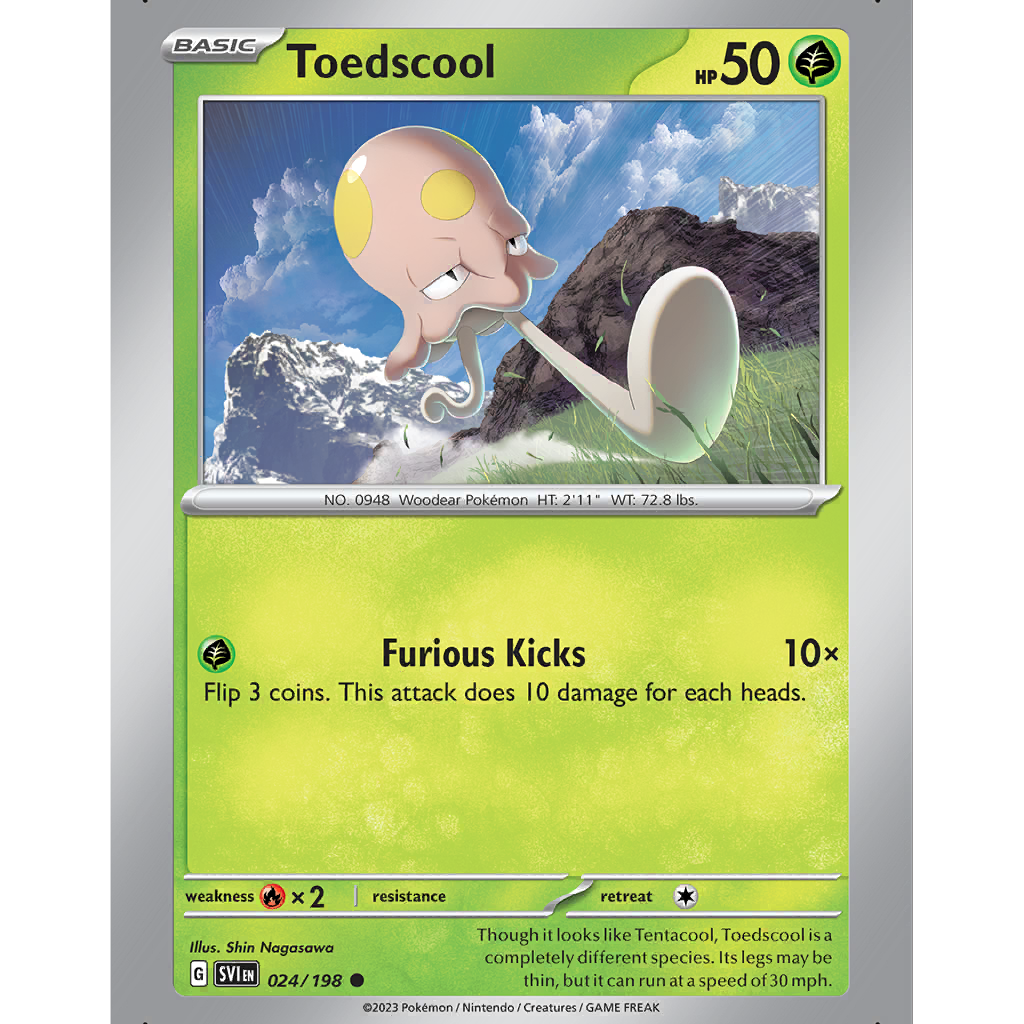 BASIC
Toedscool
HP 50
NO. 0948 Woodear Pokémon HT: 2'11" WT: 72.8 lbs.
Furious Kicks 10×
Flip 3 coins. This attack does 10 damage for each heads.
weakness ×2 resistance retreat
Illus. Shin Nagasawa
G SVI EN 024/198
Though it looks like Tentacool, Toedscool is a
completely different species. Its legs may be
thin, but it can run at a speed of 30 mph.
©2023 Pokémon / Nintendo / Creatures / GAME FREAK